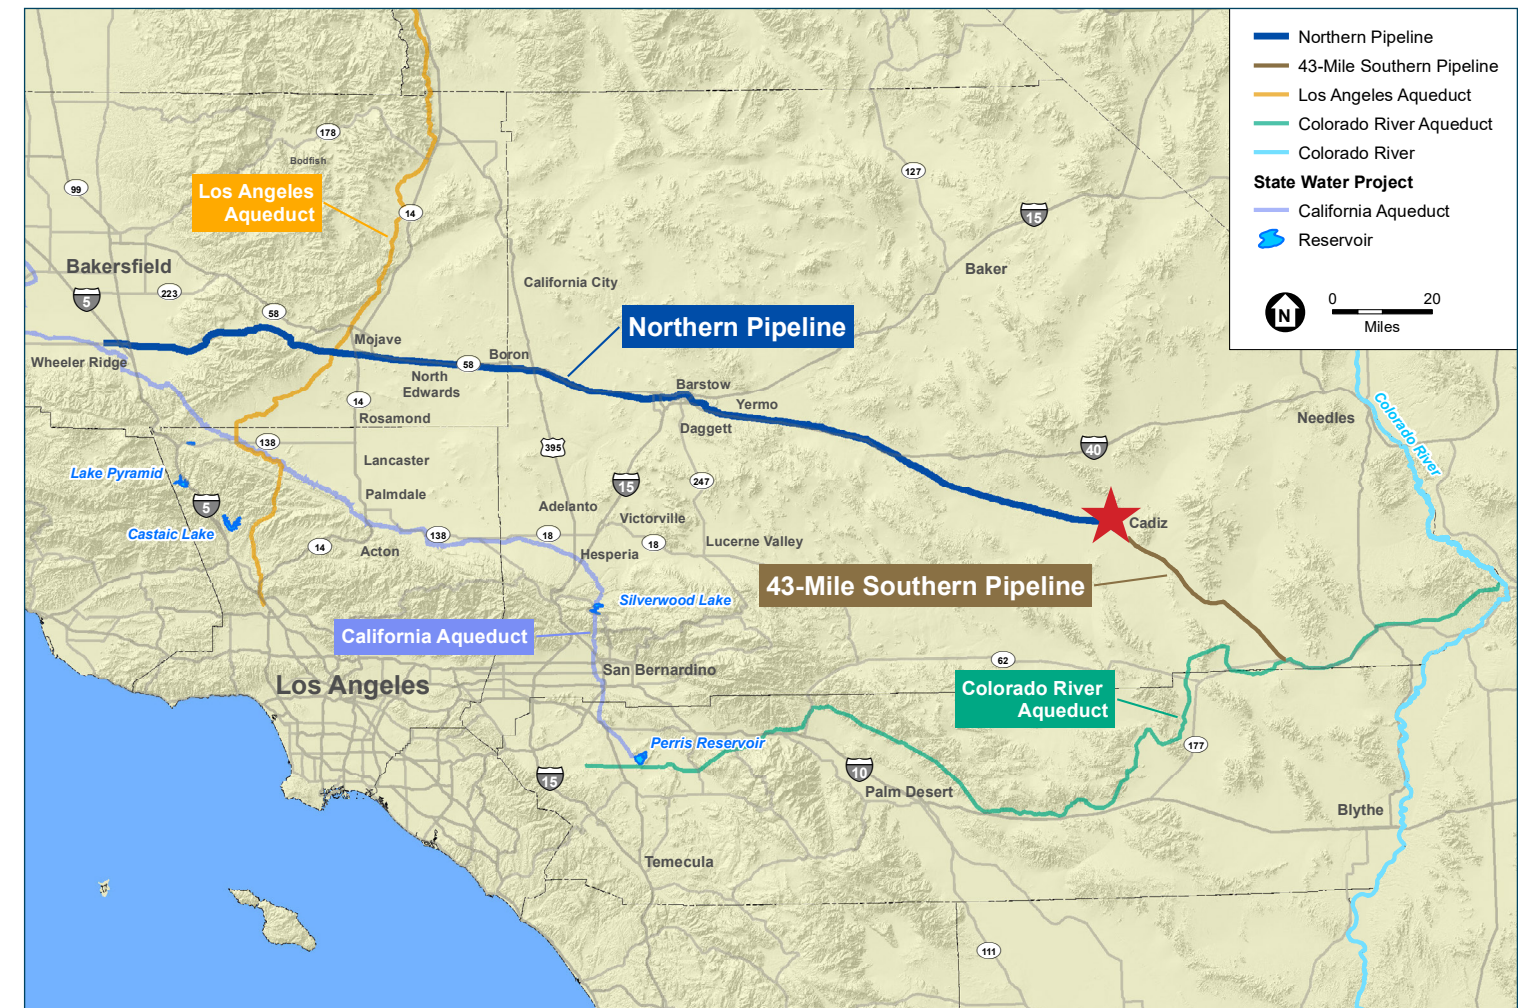 Northern Pipeline
43-Mile Southern Pipeline
Los Angeles Aqueduct
Colorado River Aqueduct
Colorado River
State Water Project
California Aqueduct
Reservoir
N
0 20
Miles
178
Bodfish
99
127
Los Angeles
Aqueduct
14
15
Bakersfield
Baker
5
223
California City
58
Northern Pipeline
Mojave
Wheeler Ridge
58
Boron
North
Edwards
Barstow
14
Yermo
Rosamond
Daggett
Needles
Colorado River
138
395
40
Lancaster
Lake Pyramid
15
247
5
Palmdale
Adelanto
Victorville
Cadiz
Castaic Lake
138
18
18
Lucerne Valley
14
Acton
Hesperia
43-Mile Southern Pipeline
Silverwood Lake
California Aqueduct
62
San Bernardino
Los Angeles
Colorado River
Aqueduct
Perris Reservoir
177
15
10
Palm Desert
Blythe
Temecula
111